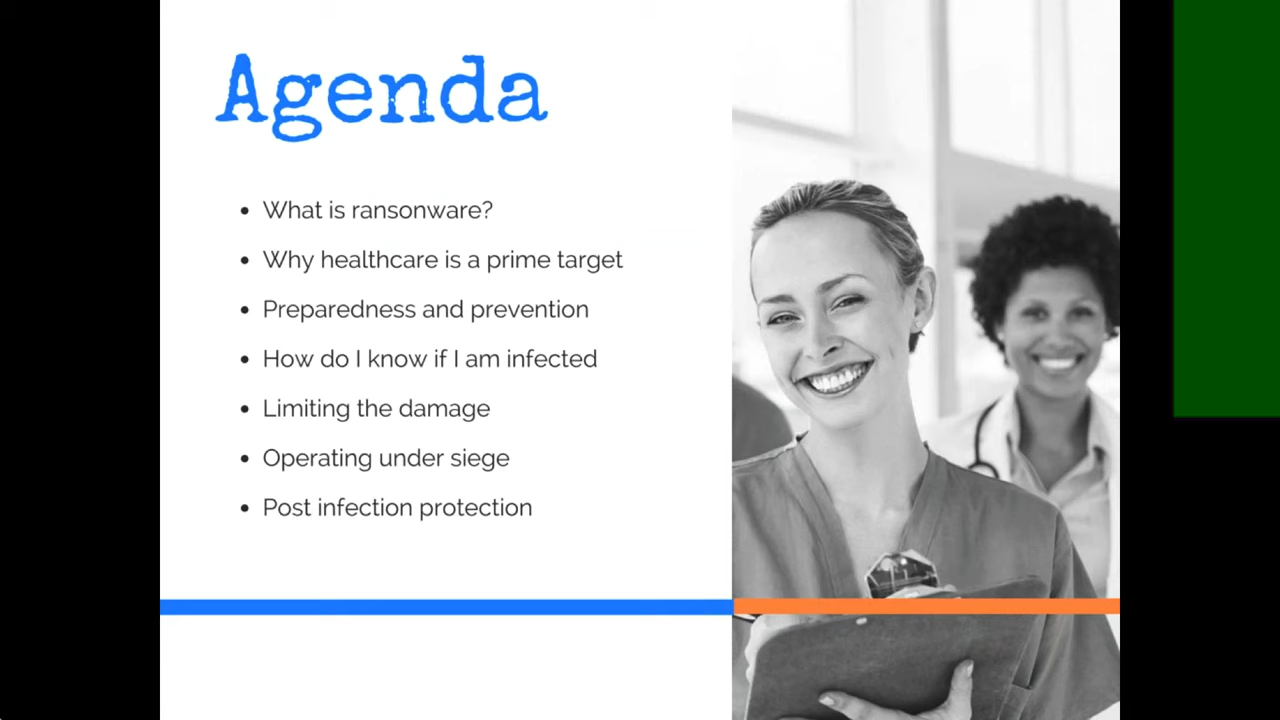 Agenda
What is ransonware?
Why healthcare is a prime target
Preparedness and prevention
How do I know if I am infected
Limiting the damage
Operating under siege
Post infection protection